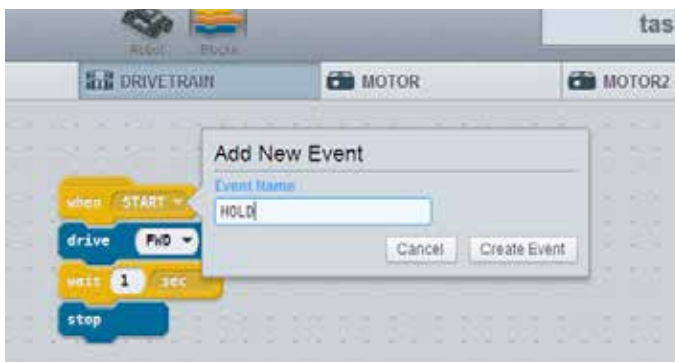 tas
Robot Blocks
DRIVETRAIN MOTOR MOTOR2
Add New Event
Event Name
HOLD
Cancel Create Event
when START
drive FWD
wait 1 sec
stop